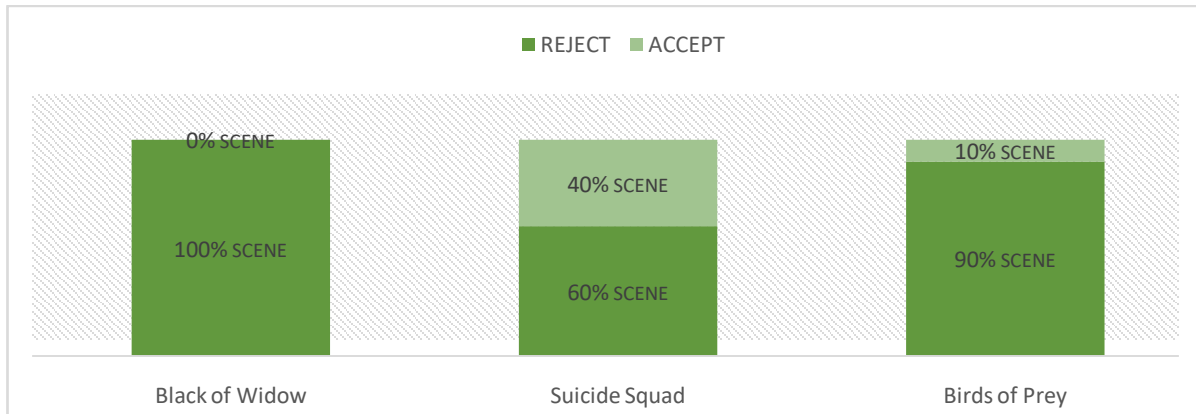 REJECT ACCEPT
0% SCENE
100% SCENE
40% SCENE
60% SCENE
10% SCENE
90% SCENE
Black of Widow
Suicide Squad
Birds of Prey